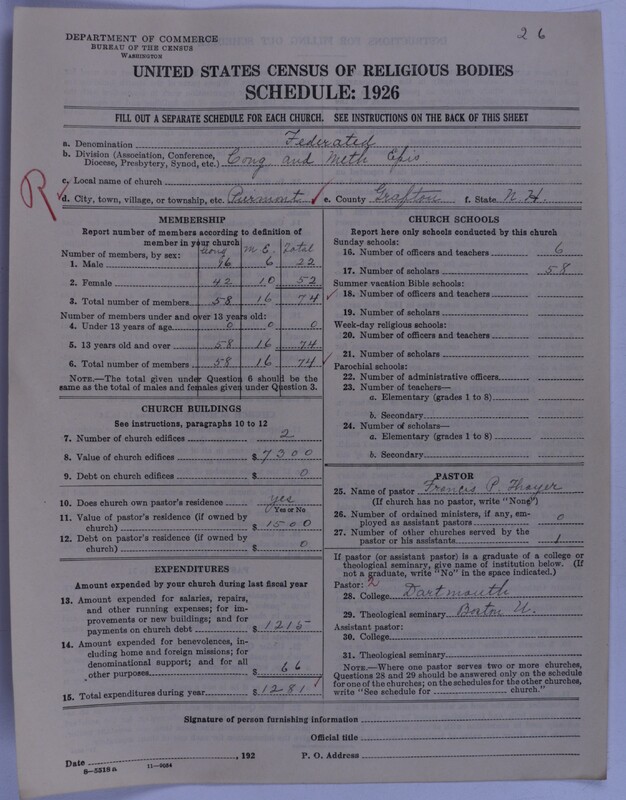 26
DEPARTMENT OF COMMERCE
BUREAU OF THE CENSUS
WASHINGTON
UNITED STATES CENSUS OF RELIGIOUS BODIES
SCHEDULE: 1926
FILL OUT A SEPARATE SCHEDULE FOR EACH CHURCH. SEE INSTRUCTIONS ON THE BACK OF THIS SHEET
a. Denomination Federated
b. Division (Association, Conference, Diocese, Presbytery, Synod, etc.) Cong and Meth Epis.
c. Local name of church
R
d. City, town, village, or township, etc. Piermont e. County Grafton f. State N. H.
MEMBERSHIP
Report number of members according to definition of
member in your church
Number of members, by sex: Cong M. E. Total
1. Male 16 6 22
2. Female 42 10 52
3. Total number of members 58 16 74
Number of members under and over 13 years old:
4. Under 13 years of age 0 0 0
5. 13 years old and over 58 16 74
6. Total number of members 58 16 74
NOTE.—The total given under Question 6 should be the
same as the total of males and females given under Question 3.
CHURCH BUILDINGS
See instructions, paragraphs 10 to 12
7. Number of church edifices 2
8. Value of church edifices $ 7300
9. Debt on church edifices $ 0
10. Does church own pastor's residence yes
Yes or No
11. Value of pastor's residence (if owned by
church) $ 1500
12. Debt on pastor's residence (if owned by
church) $ 0
EXPENDITURES
Amount expended by your church during last fiscal year
13. Amount expended for salaries, repairs,
and other running expenses; for im-
provements or new buildings; and for
payments on church debt $ 1215
14. Amount expended for benevolences, in-
cluding home and foreign missions; for
denominational support; and for all
other purposes $ 66
15. Total expenditures during year $ 1281
CHURCH SCHOOLS
Report here only schools conducted by this church
Sunday schools:
16. Number of officers and teachers 6
17. Number of scholars 58
Summer vacation Bible schools:
18. Number of officers and teachers
19. Number of scholars
Week-day religious schools:
20. Number of officers and teachers
21. Number of scholars
Parochial schools:
22. Number of administrative officers
23. Number of teachers—
a. Elementary (grades 1 to 8)
b. Secondary
24. Number of scholars—
a. Elementary (grades 1 to 8)
b. Secondary
PASTOR
25. Name of pastor Francis P. Thayer
(If church has no pastor, write "None")
26. Number of ordained ministers, if any, em-
ployed as assistant pastors 0
27. Number of other churches served by the
pastor or his assistants 1
If pastor (or assistant pastor) is a graduate of a college or
theological seminary, give name of institution below. (If
not a graduate, write "No" in the space indicated.)
Pastor: 2
28. College Dartmouth
29. Theological seminary Boston U.
Assistant pastor:
30. College
31. Theological seminary
NOTE.—Where one pastor serves two or more churches,
Questions 28 and 29 should be answered only on the schedule
for one of the churches; on the schedules for the other churches,
write "See schedule for church."
Signature of person furnishing information
Official title
Date , 192 P. O. Address
8-5318a 11-9084